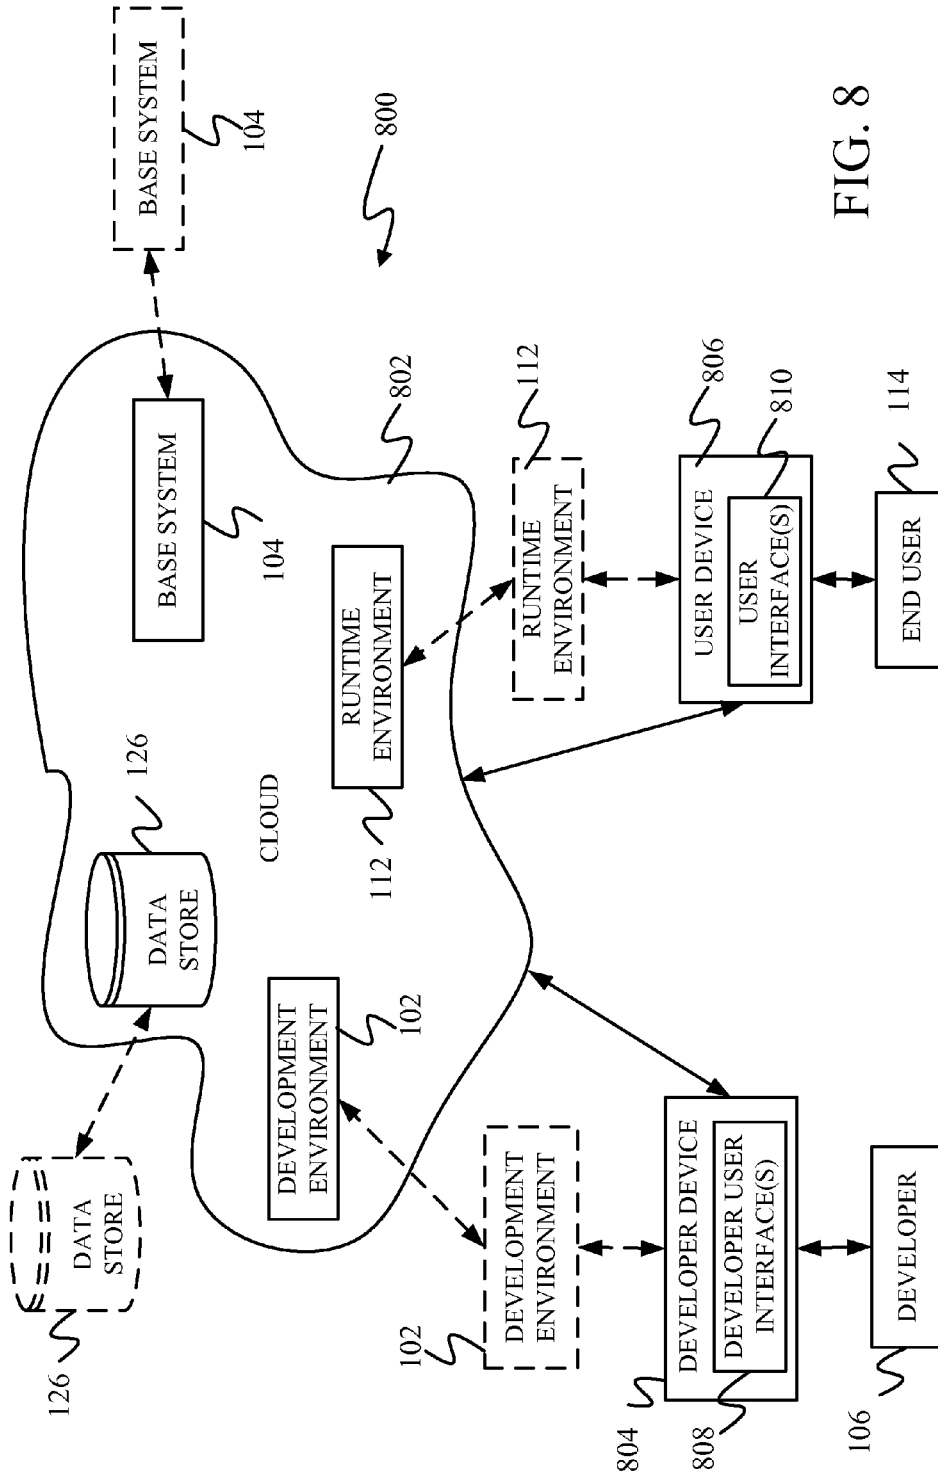 126
DATA
STORE
DATA
STORE
126
BASE SYSTEM
104
BASE SYSTEM
104
CLOUD
DEVELOPMENT
ENVIRONMENT
102
RUNTIME
ENVIRONMENT
112
802
800
102
DEVELOPMENT
ENVIRONMENT
RUNTIME
ENVIRONMENT
112
804
DEVELOPER DEVICE
808
DEVELOPER USER
INTERFACE(S)
USER DEVICE
806
USER
INTERFACE(S)
810
106
DEVELOPER
END USER
114
FIG. 8